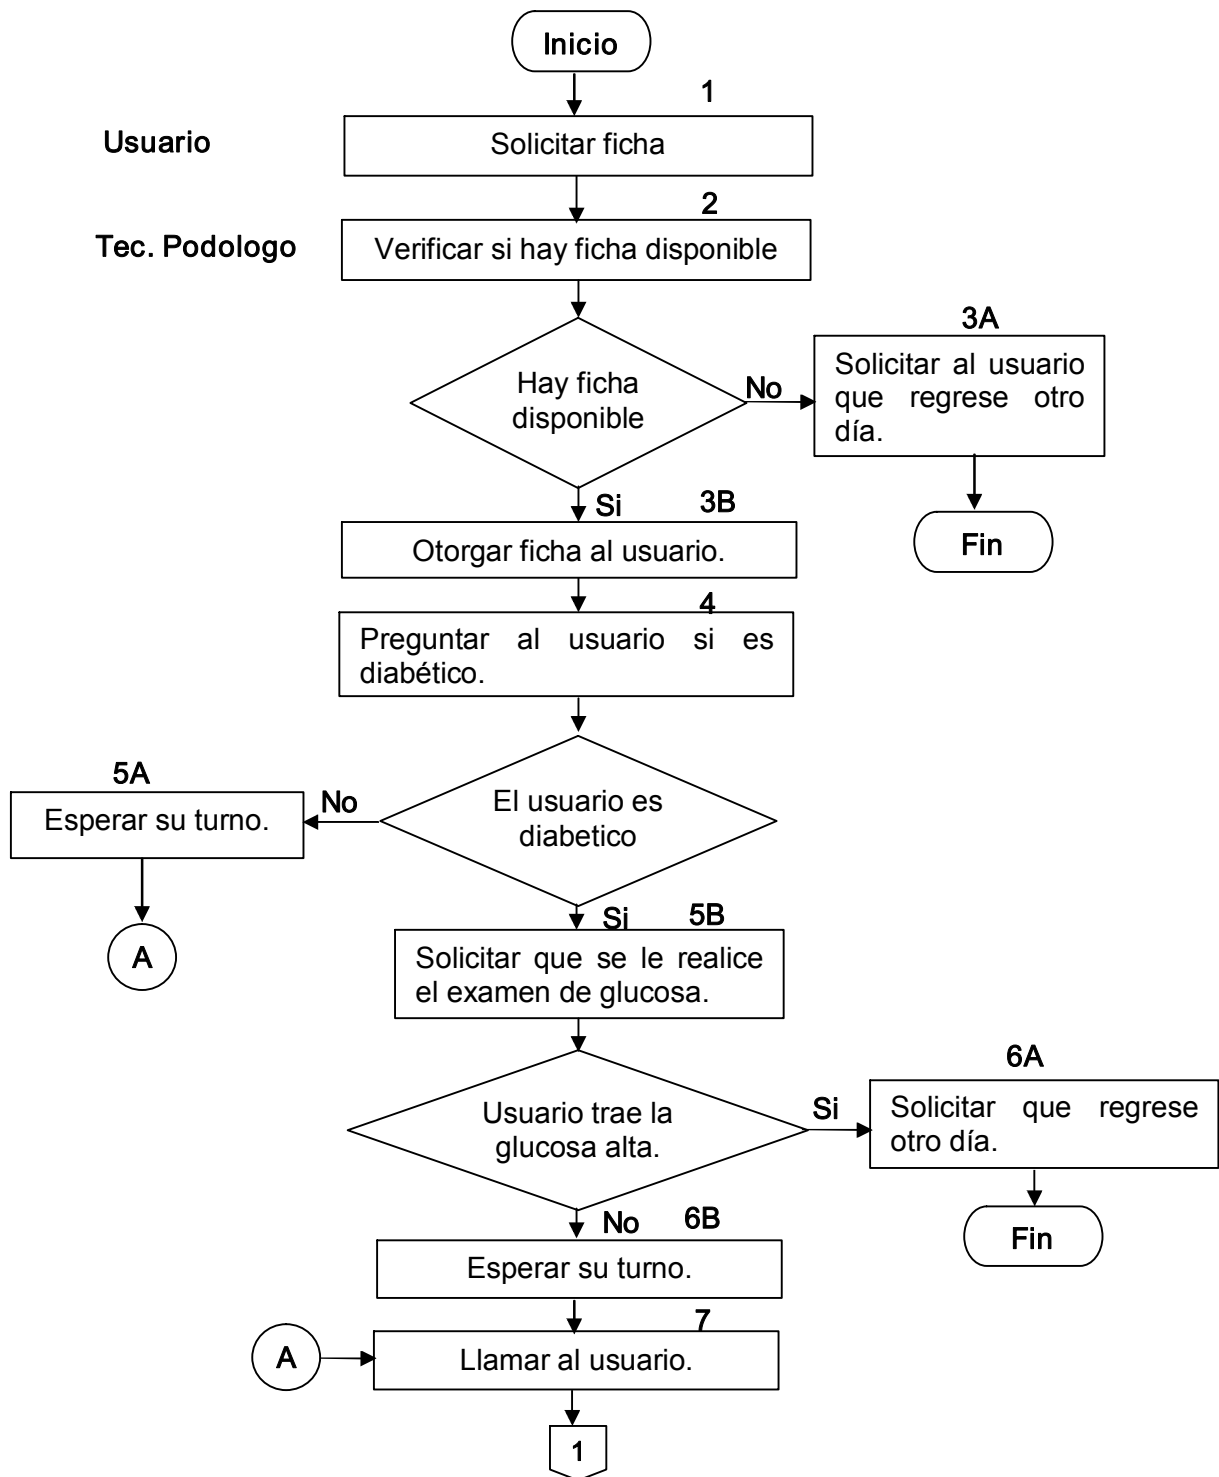 Inicio
1
Usuario
Solicitar ficha
2
Tec. Podologo
Verificar si hay ficha disponible
3A
Hay ficha
disponible
No
Solicitar al usuario
que regrese otro
día.
Si
3B
Otorgar ficha al usuario.
Fin
4
Preguntar al usuario si es
diabético.
5A
Esperar su turno.
No
El usuario es
diabetico
A
Si
5B
Solicitar que se le realice
el examen de glucosa.
6A
Usuario trae la
glucosa alta.
Si
Solicitar que regrese
otro día.
No
6B
Fin
Esperar su turno.
7
A
Llamar al usuario.
1